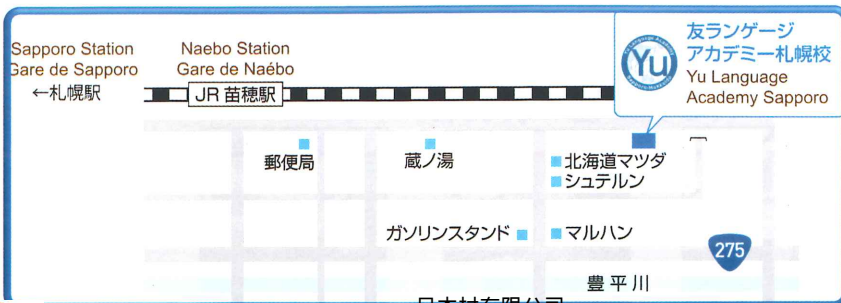 Sapporo Station
Gare de Sapporo
←札幌駅
Naebo Station
Gare de Naébo
JR 苗穂駅
Yu
友ランゲージ
アカデミー札幌校
Yu Language
Academy Sapporo
郵便局
蔵ノ湯
北海道マツダ
シュテルン
ガソリンスタンド
マルハン
275
豊平川